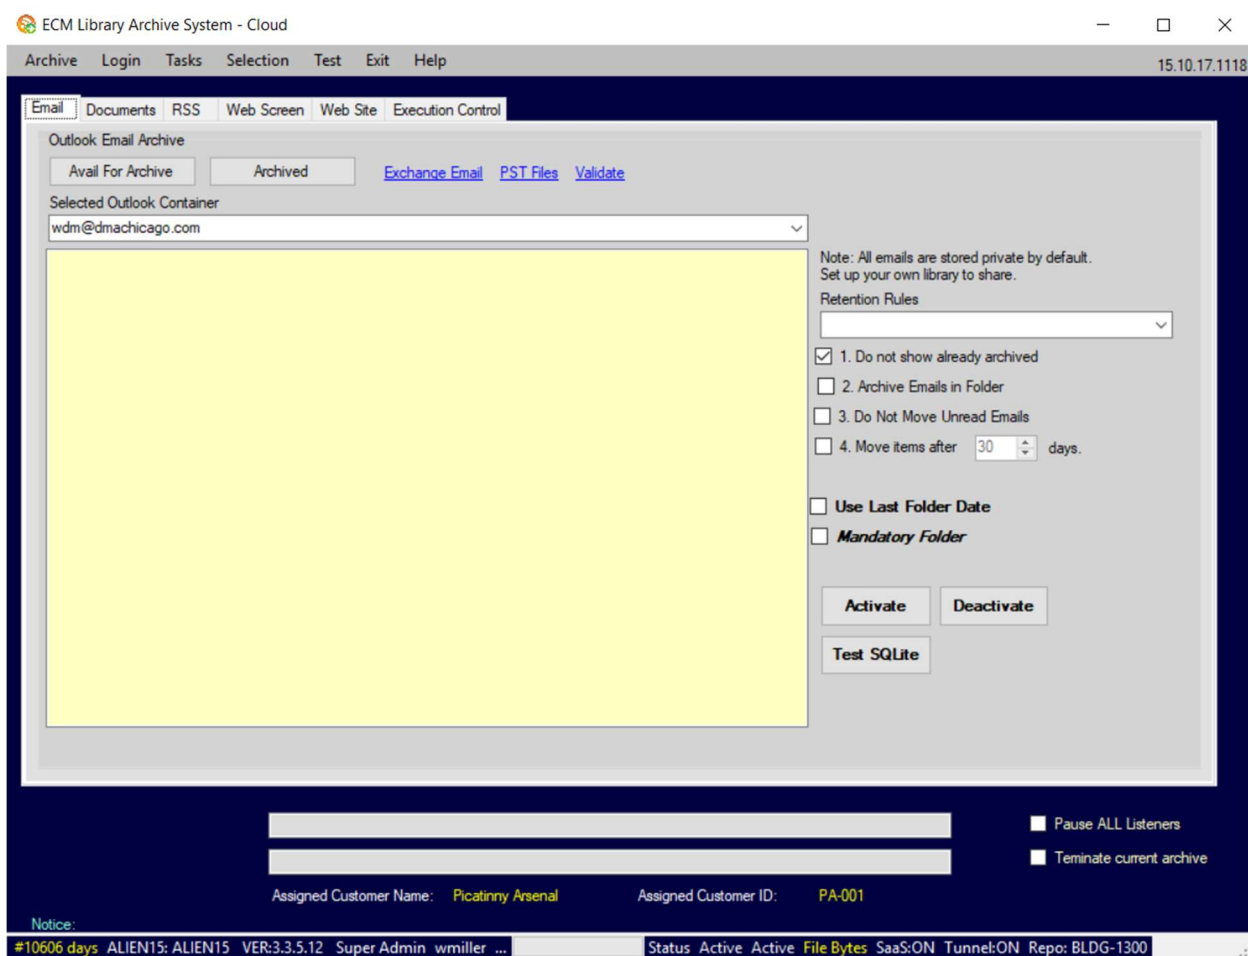 ECM Library Archive System - Cloud
Archive Login Tasks Selection Test Exit Help 15.10.17.1118
Email Documents RSS Web Screen Web Site Execution Control
Outlook Email Archive
Avail For Archive Archived Exchange Email PST Files Validate
Selected Outlook Container
wdm@dmachicago.com
Note: All emails are stored private by default.
Set up your own library to share.
Retention Rules
1. Do not show already archived
2. Archive Emails in Folder
3. Do Not Move Unread Emails
4. Move items after 30 days.
Use Last Folder Date
Mandatory Folder
Activate Deactivate
Test SQLite
Pause ALL Listeners
Teminate current archive
Assigned Customer Name: Picatinny Arsenal Assigned Customer ID: PA-001
Notice:
#10606 days ALIEN15: ALIEN15 VER:3.3.5.12 Super Admin wmiller ... Status Active Active File Bytes SaaS:ON Tunnel:ON Repo: BLDG-1300